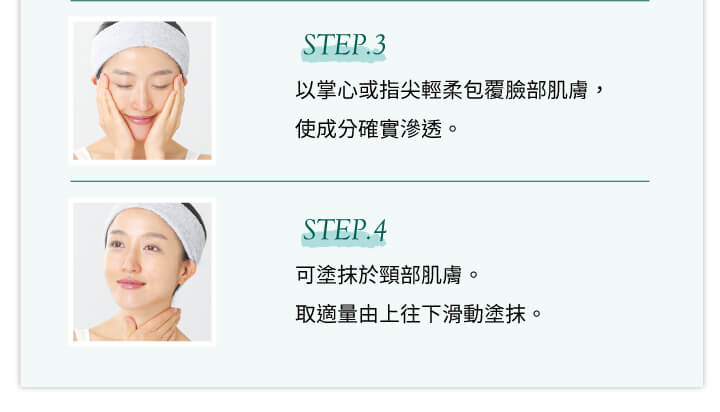 STEP.3
以掌心或指尖輕柔包覆臉部肌膚，
使成分確實滲透。
STEP.4
可塗抹於頸部肌膚。
取適量由上往下滑動塗抹。